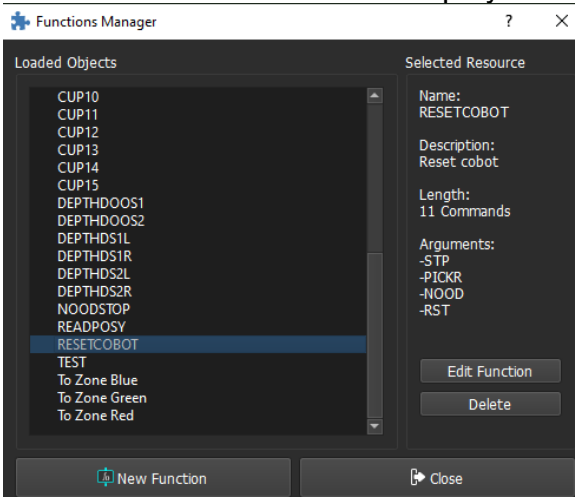 Functions Manager
?
Loaded Objects
CUP10
CUP11
CUP12
CUP13
CUP14
CUP15
DEPTHDOOS1
DEPTHDOOS2
DEPTHDS1L
DEPTHDS1R
DEPTHDS2L
DEPTHDS2R
NOODSTOP
READPOSY
RESETCOBOT
TEST
To Zone Blue
To Zone Green
To Zone Red
Selected Resource
Name:
RESETCOBOT
Description:
Reset cobot
Length:
11 Commands
Arguments:
-STP
-PICKR
-NOOD
-RST
Edit Function
Delete
New Function
Close